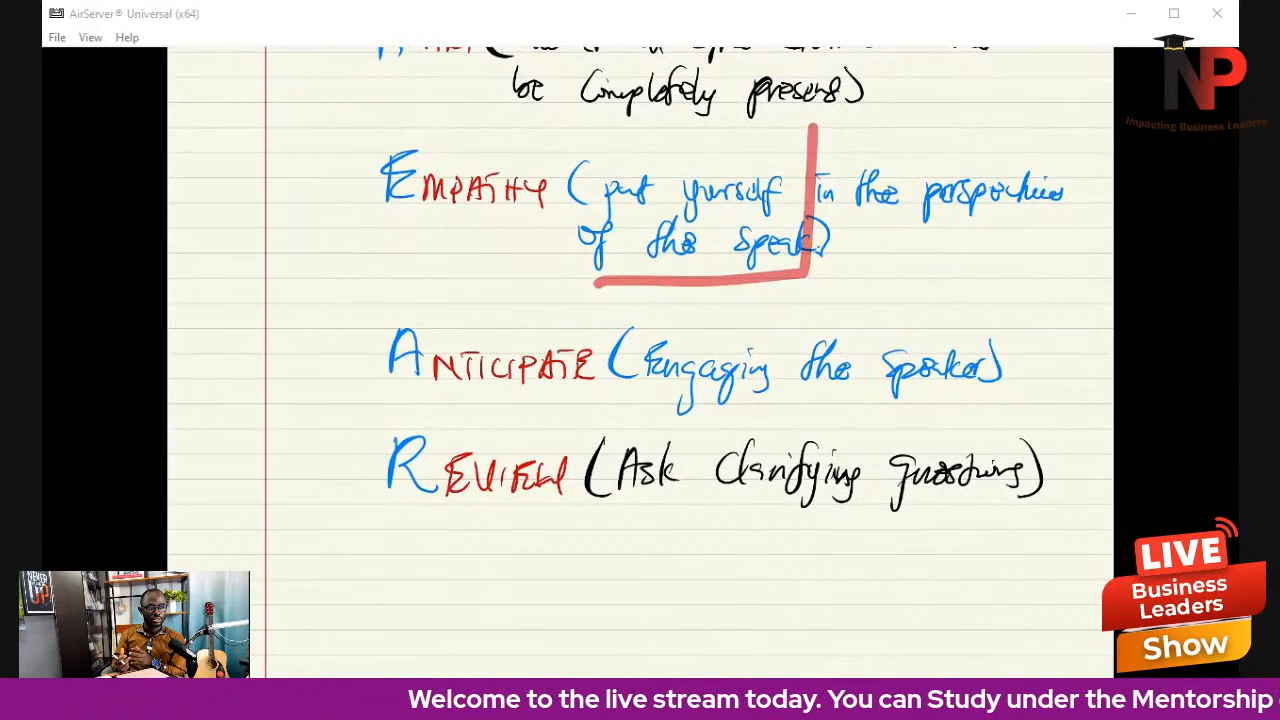 AirServer® Universal (x64)
File View Help
be Completely present)
NP
Impacting Business Leaders
EMPATHY (put yourself in the perspective
of the speak)
ANTICIPATE (Engaging the Speaker)
REVIEW (Ask Clarifying questions)
LIVE
Business
Leaders
Show
Welcome to the live stream today. You can Study under the Mentorship